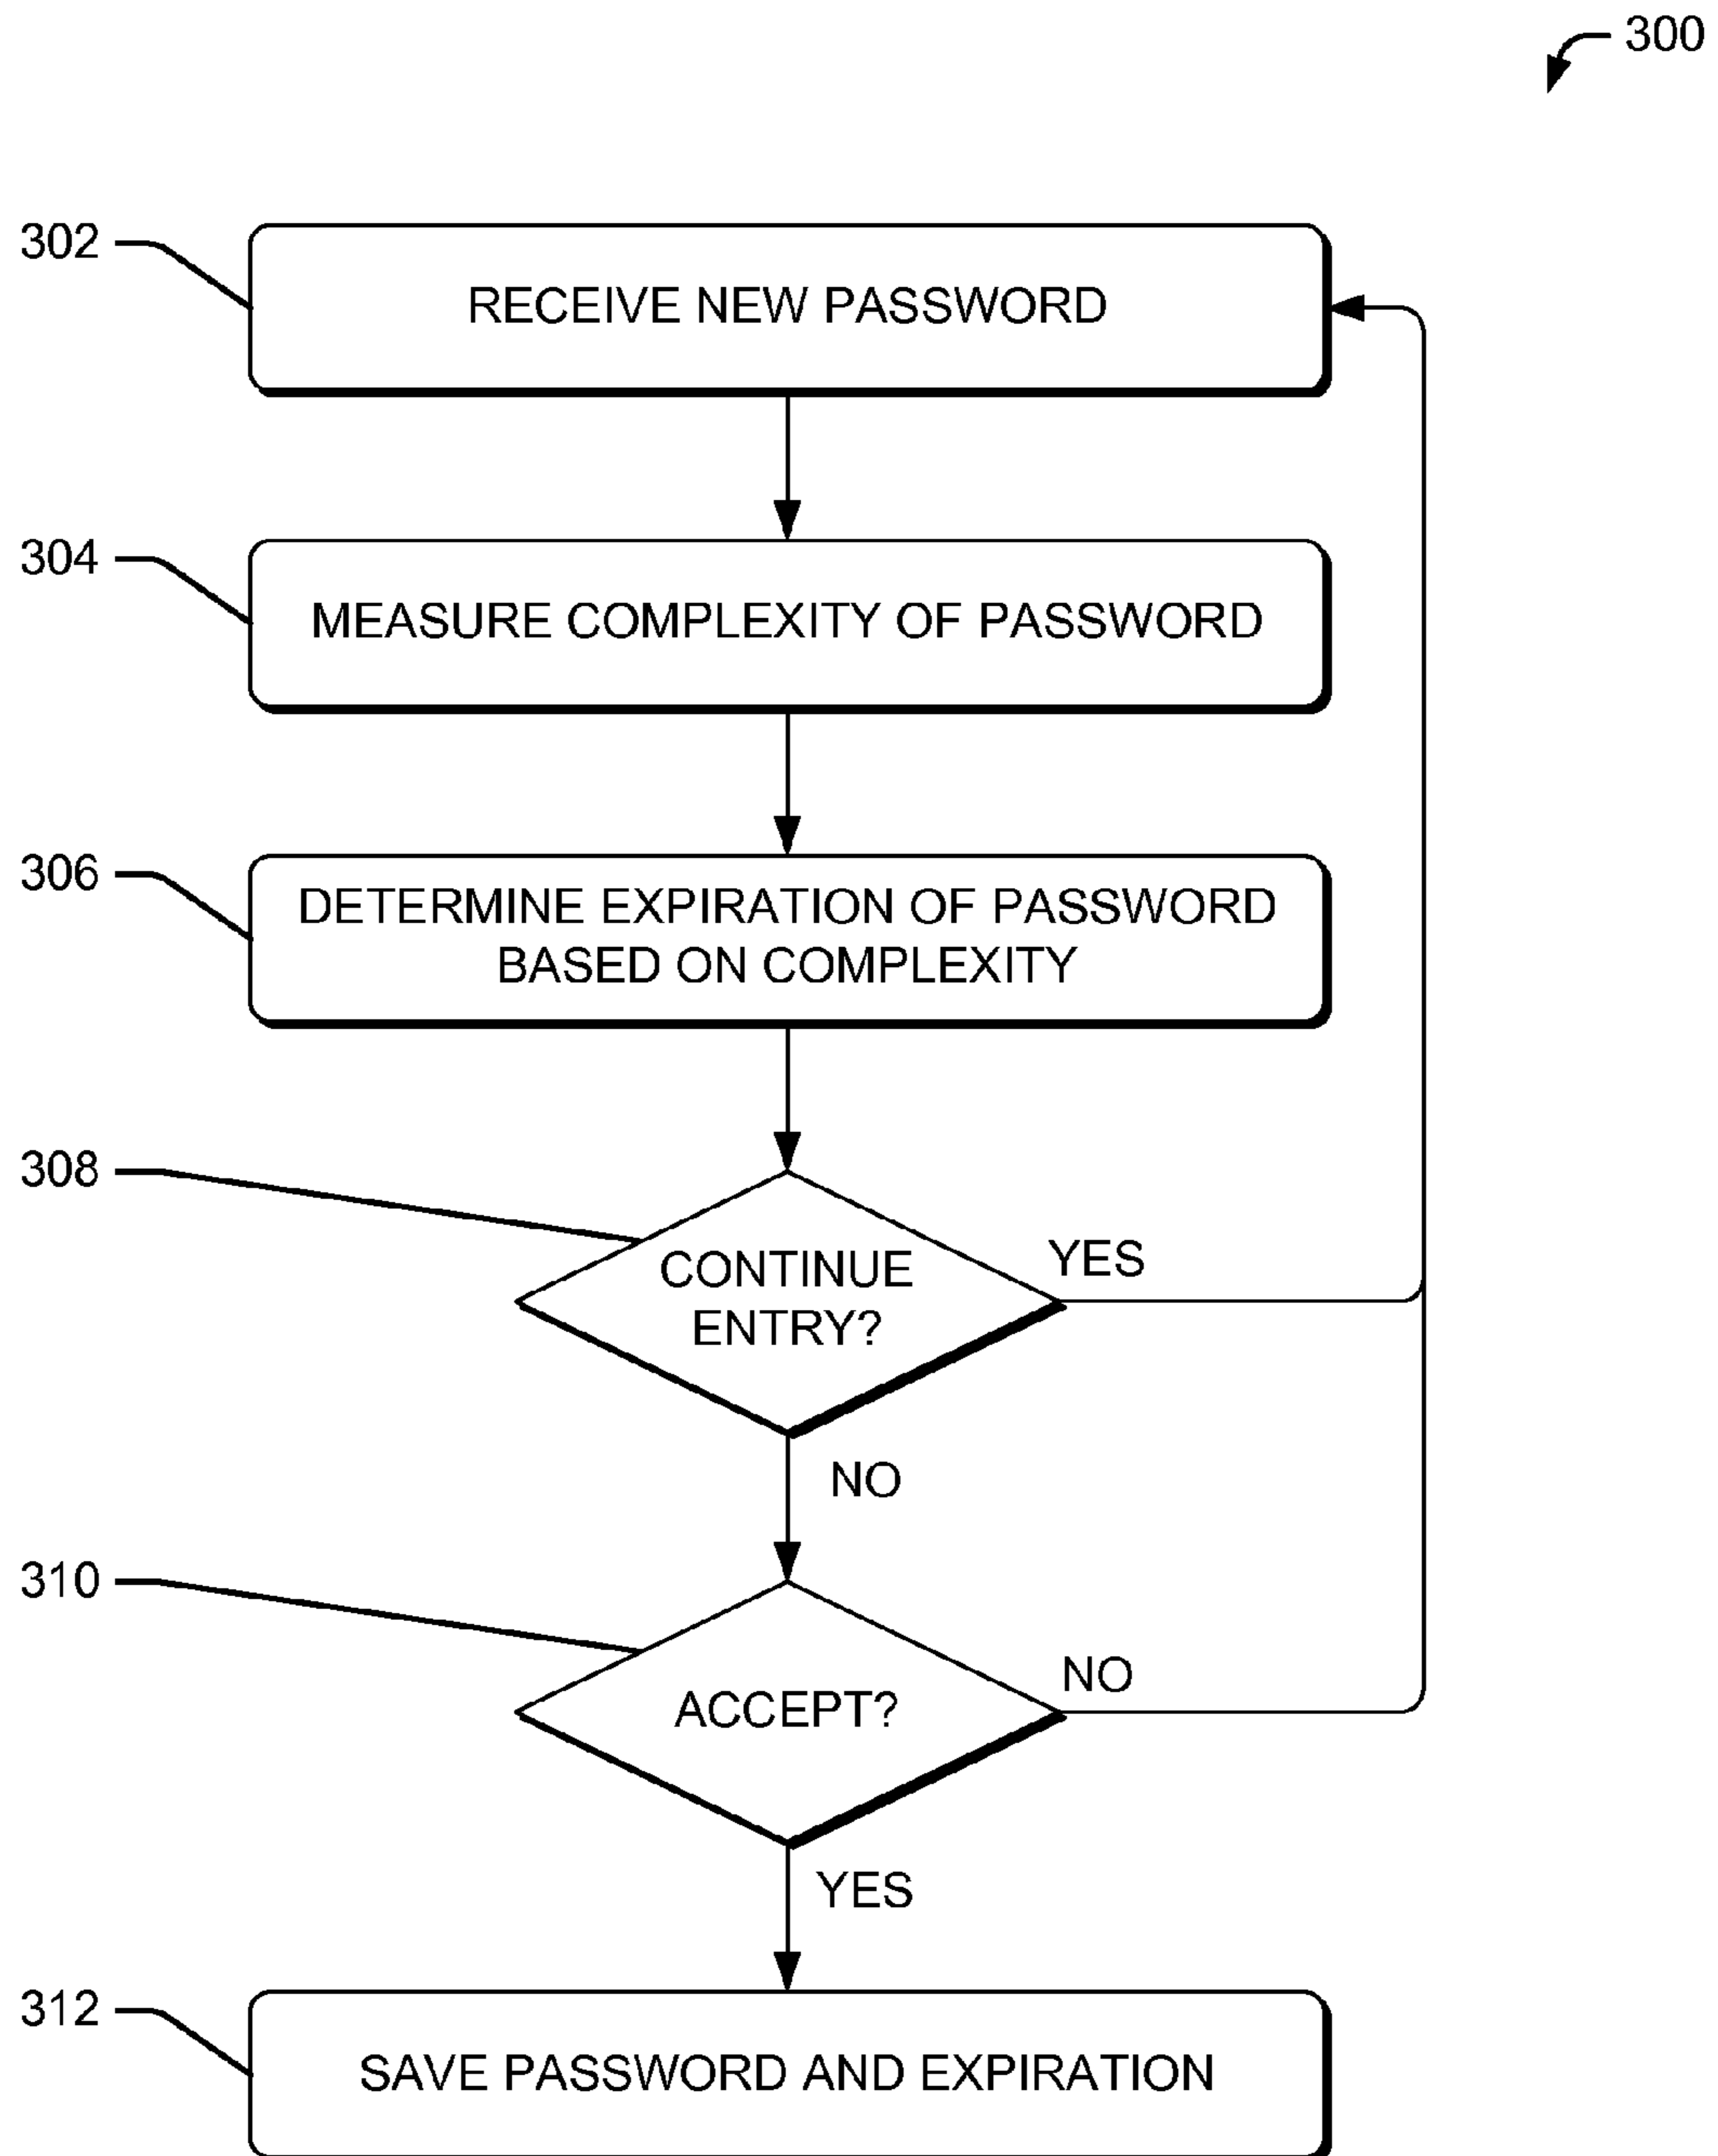 300
302
RECEIVE NEW PASSWORD
304
MEASURE COMPLEXITY OF PASSWORD
306
DETERMINE EXPIRATION OF PASSWORD
BASED ON COMPLEXITY
308
CONTINUE
ENTRY?
YES
NO
310
ACCEPT?
NO
YES
312
SAVE PASSWORD AND EXPIRATION